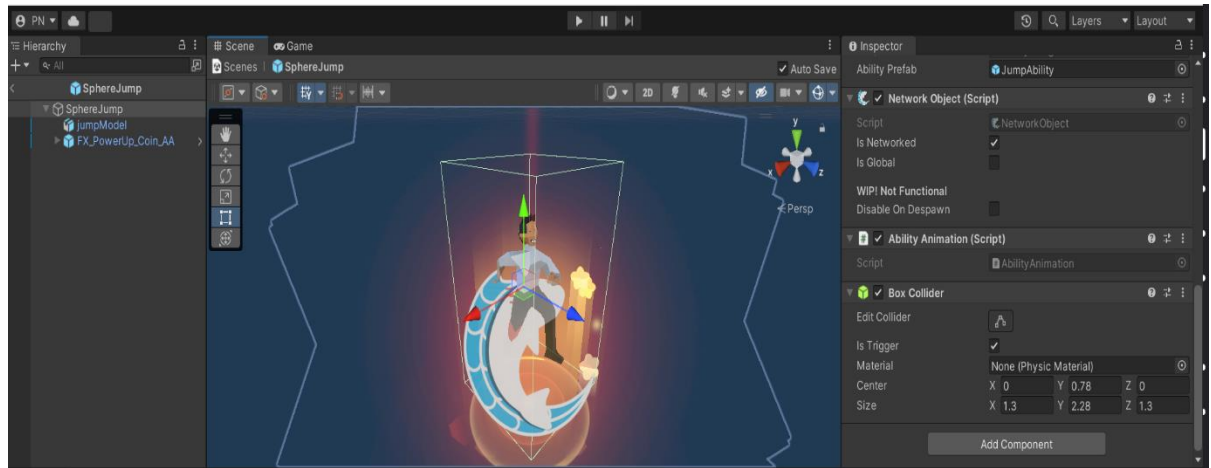 PN
Layers
Layout
Hierarchy
Scene
Game
Inspector
All
Scenes
SphereJump
Auto Save
Ability Prefab
JumpAbility
SphereJump
2D
Network Object (Script)
SphereJump
jumpModel
FX_PowerUp_Coin_AA
Script
NetworkObject
Is Networked
Is Global
y
x
z
Persp
WIP! Not Functional
Disable On Despawn
Ability Animation (Script)
Script
AbilityAnimation
Box Collider
Edit Collider
Is Trigger
Material
None (Physic Material)
Center
X 0
Y 0.78
Z 0
Size
X 1.3
Y 2.28
Z 1.3
Add Component